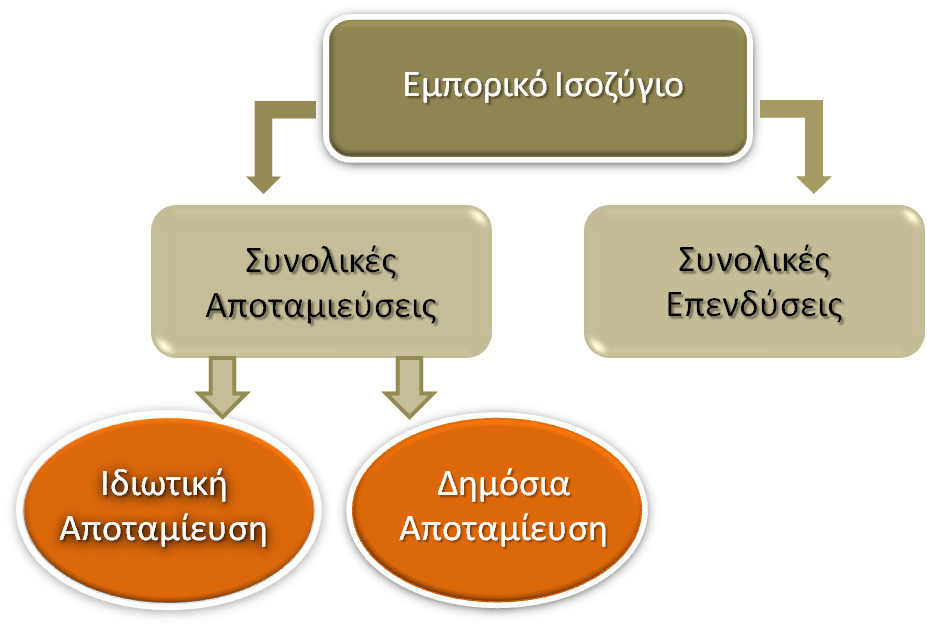 Εμπορικό Ισοζύγιο
Συνολικές
Αποταμιεύσεις
Συνολικές
Επενδύσεις
Ιδιωτική
Αποταμίευση
Δημόσια
Αποταμίευση